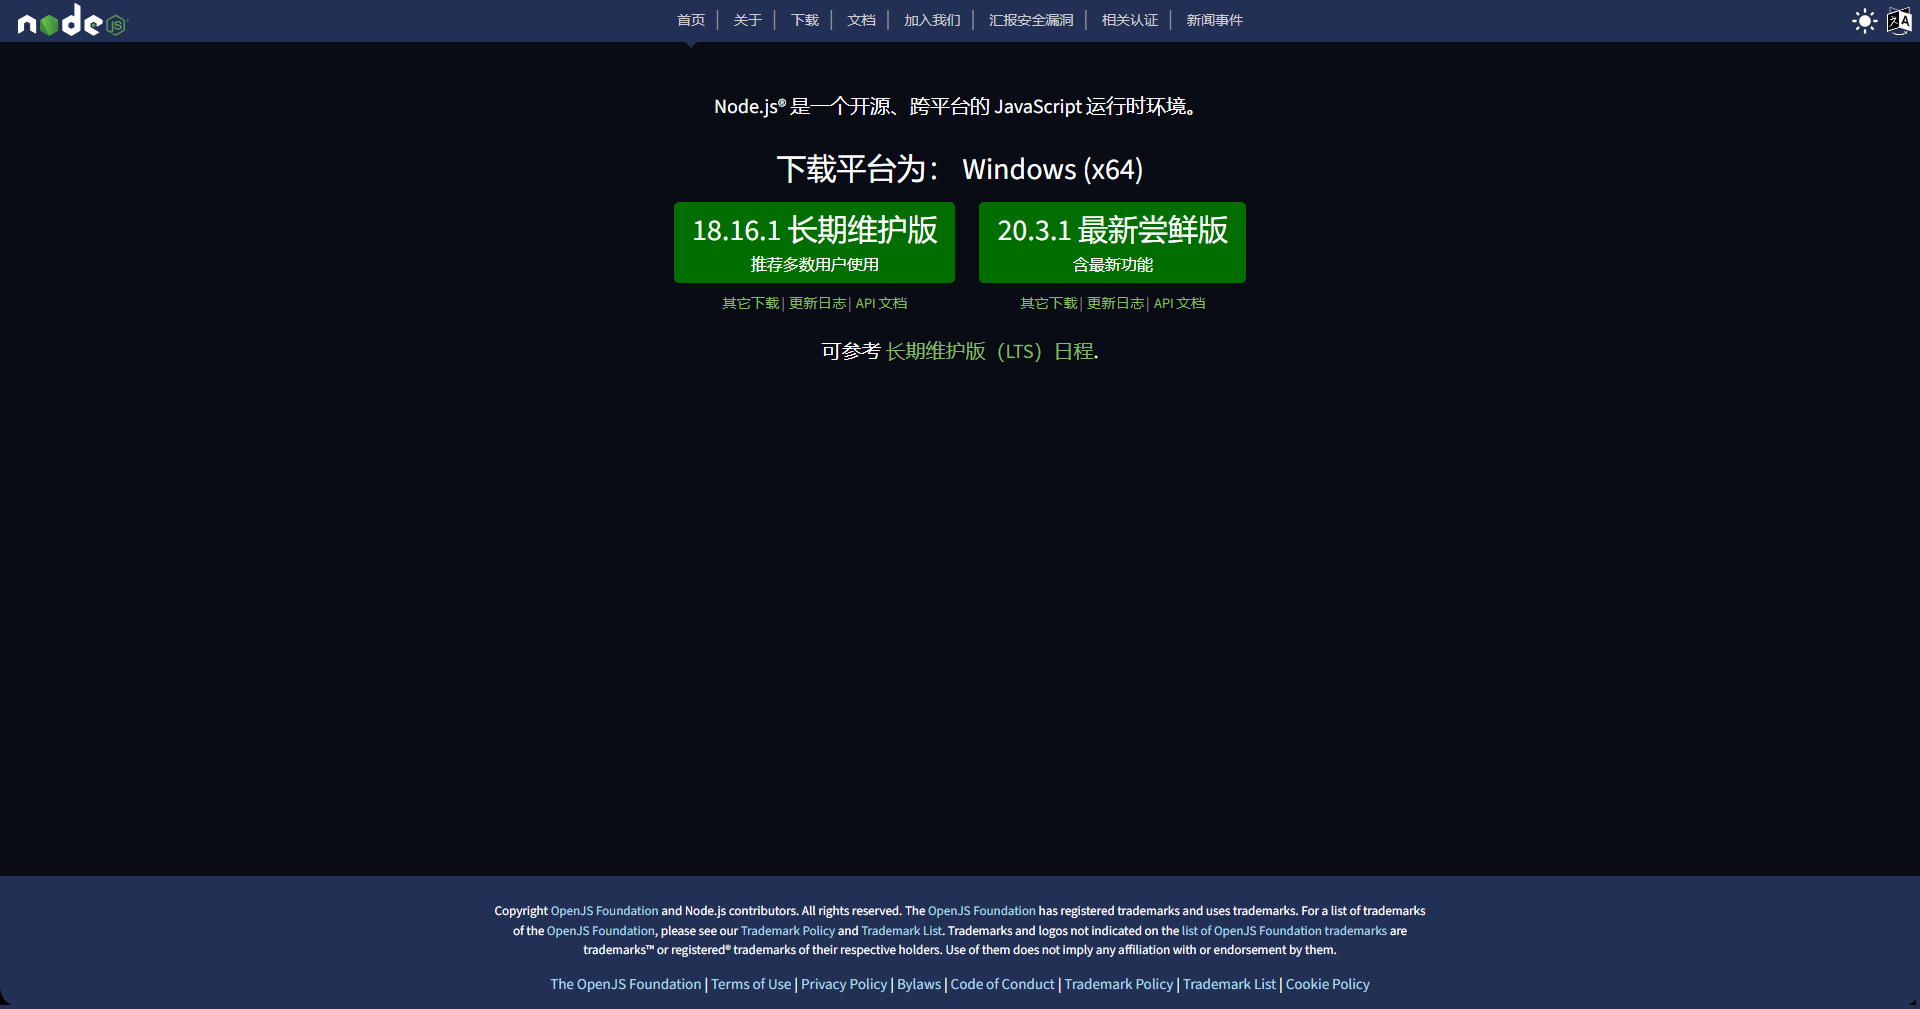 node JS
首页 | 关于 | 下载 | 文档 | 加入我们 | 汇报安全漏洞 | 相关认证 | 新闻事件
Node.js® 是一个开源、跨平台的 JavaScript 运行时环境。
下载平台为： Windows (x64)
18.16.1 长期维护版
推荐多数用户使用
20.3.1 最新尝鲜版
含最新功能
其它下载 | 更新日志 | API 文档
其它下载 | 更新日志 | API 文档
可参考 长期维护版（LTS）日程.
Copyright OpenJS Foundation and Node.js contributors. All rights reserved. The OpenJS Foundation has registered trademarks and uses trademarks. For a list of trademarks
of the OpenJS Foundation, please see our Trademark Policy and Trademark List. Trademarks and logos not indicated on the list of OpenJS Foundation trademarks are
trademarks™ or registered® trademarks of their respective holders. Use of them does not imply any affiliation with or endorsement by them.
The OpenJS Foundation | Terms of Use | Privacy Policy | Bylaws | Code of Conduct | Trademark Policy | Trademark List | Cookie Policy